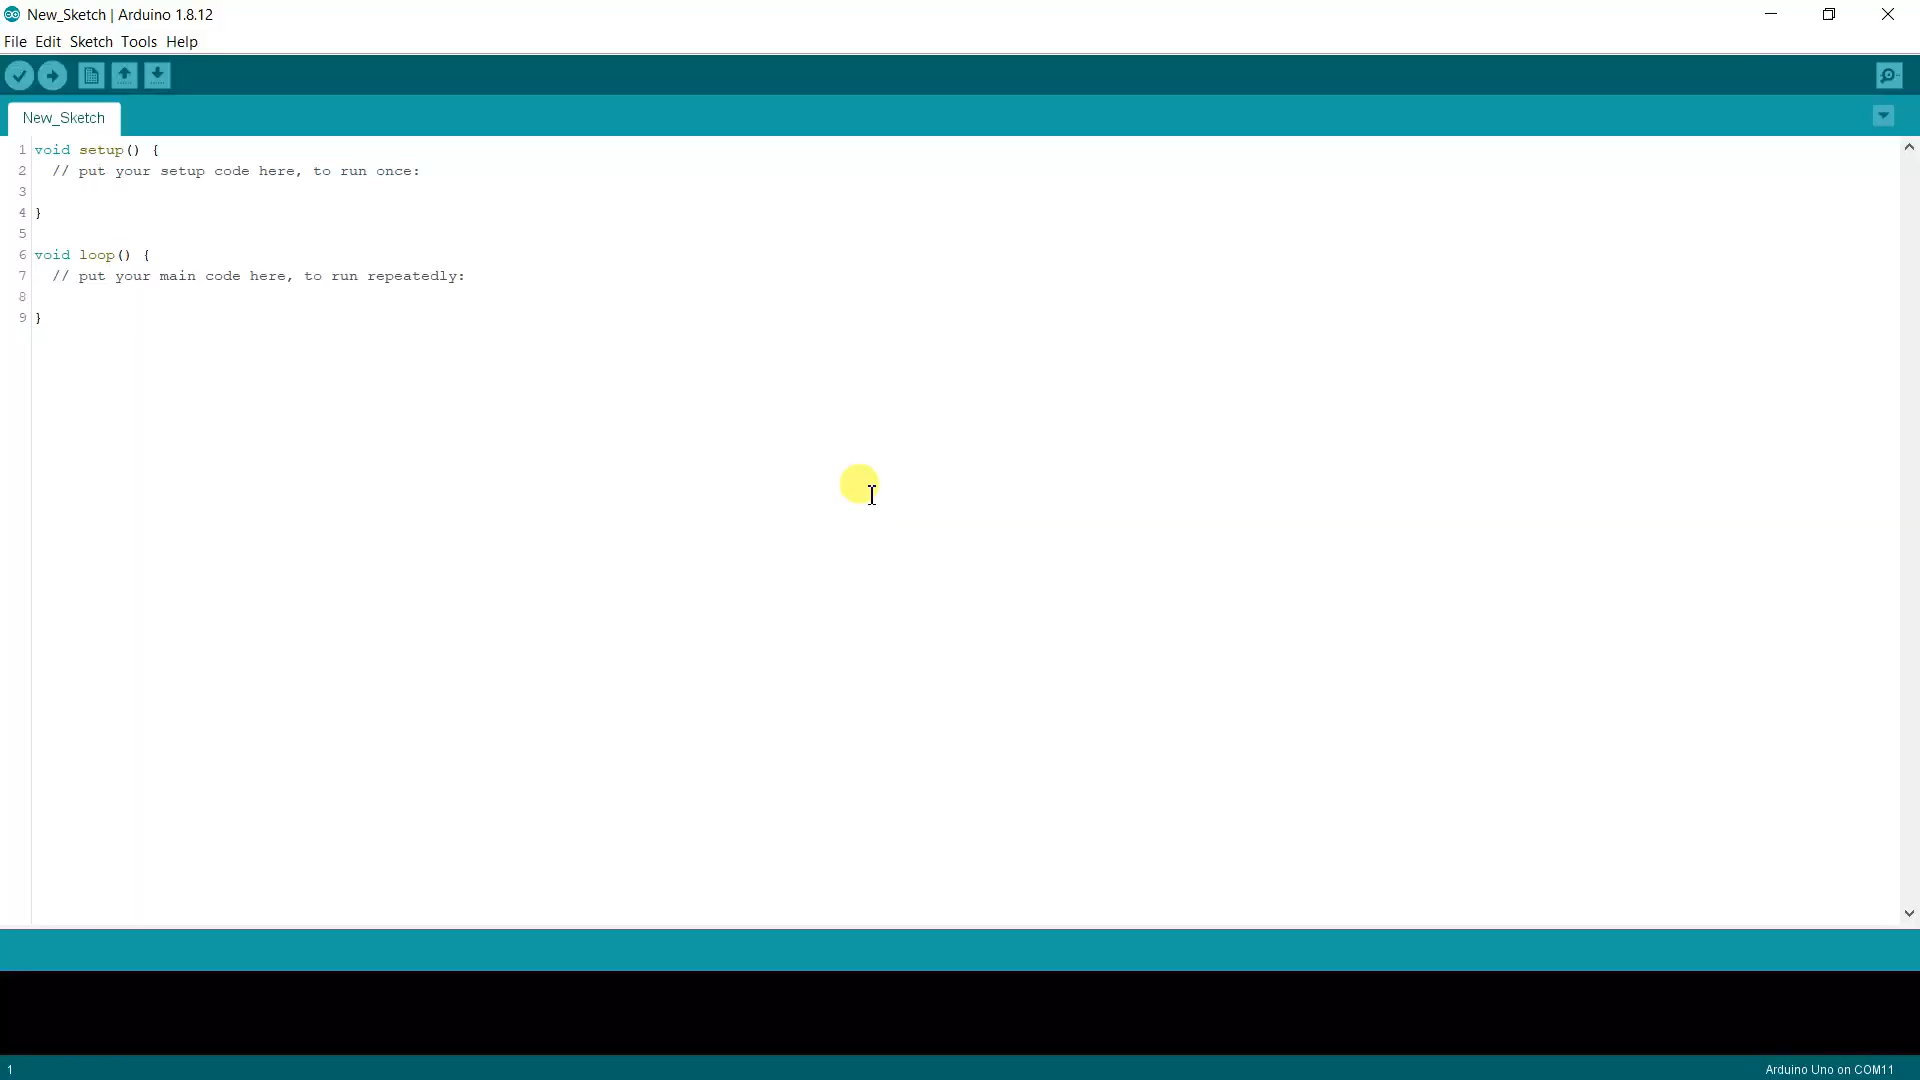 New_Sketch | Arduino 1.8.12
File Edit Sketch Tools Help
New_Sketch
1 void setup() {
2   // put your setup code here, to run once:
3
4 }
5
6 void loop() {
7   // put your main code here, to run repeatedly:
8
9 }
1
Arduino Uno on COM11